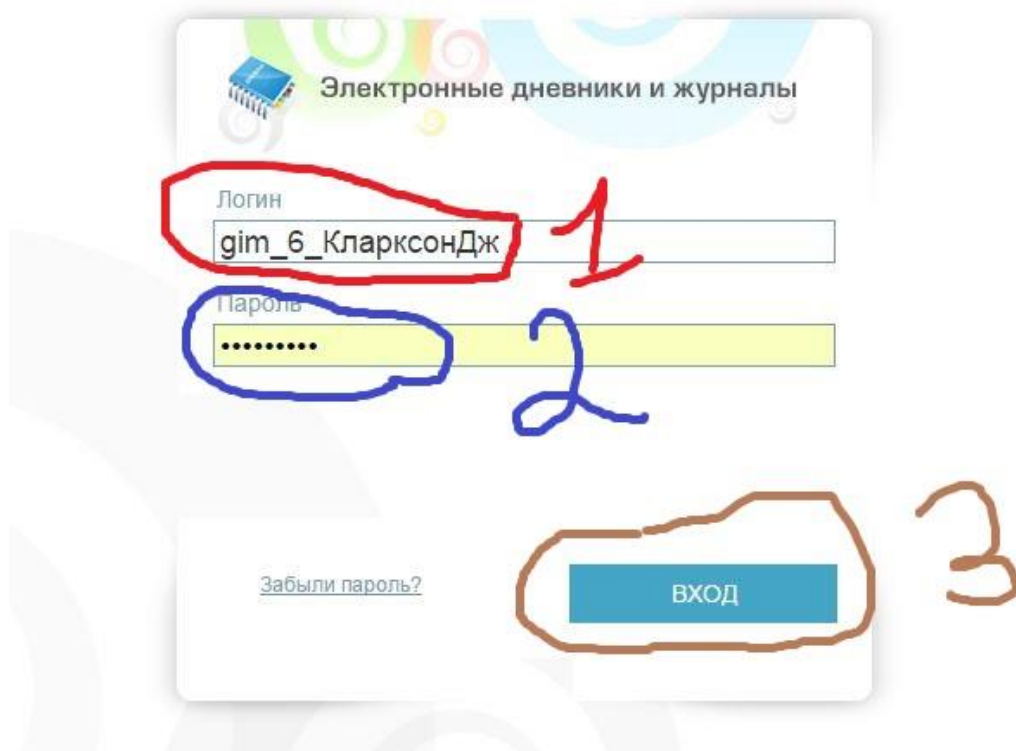 Электронные дневники и журналы
Логин
gim_6_КларксонДж 1
Пароль
••••••••• 2
Забыли пароль? ВХОД 3